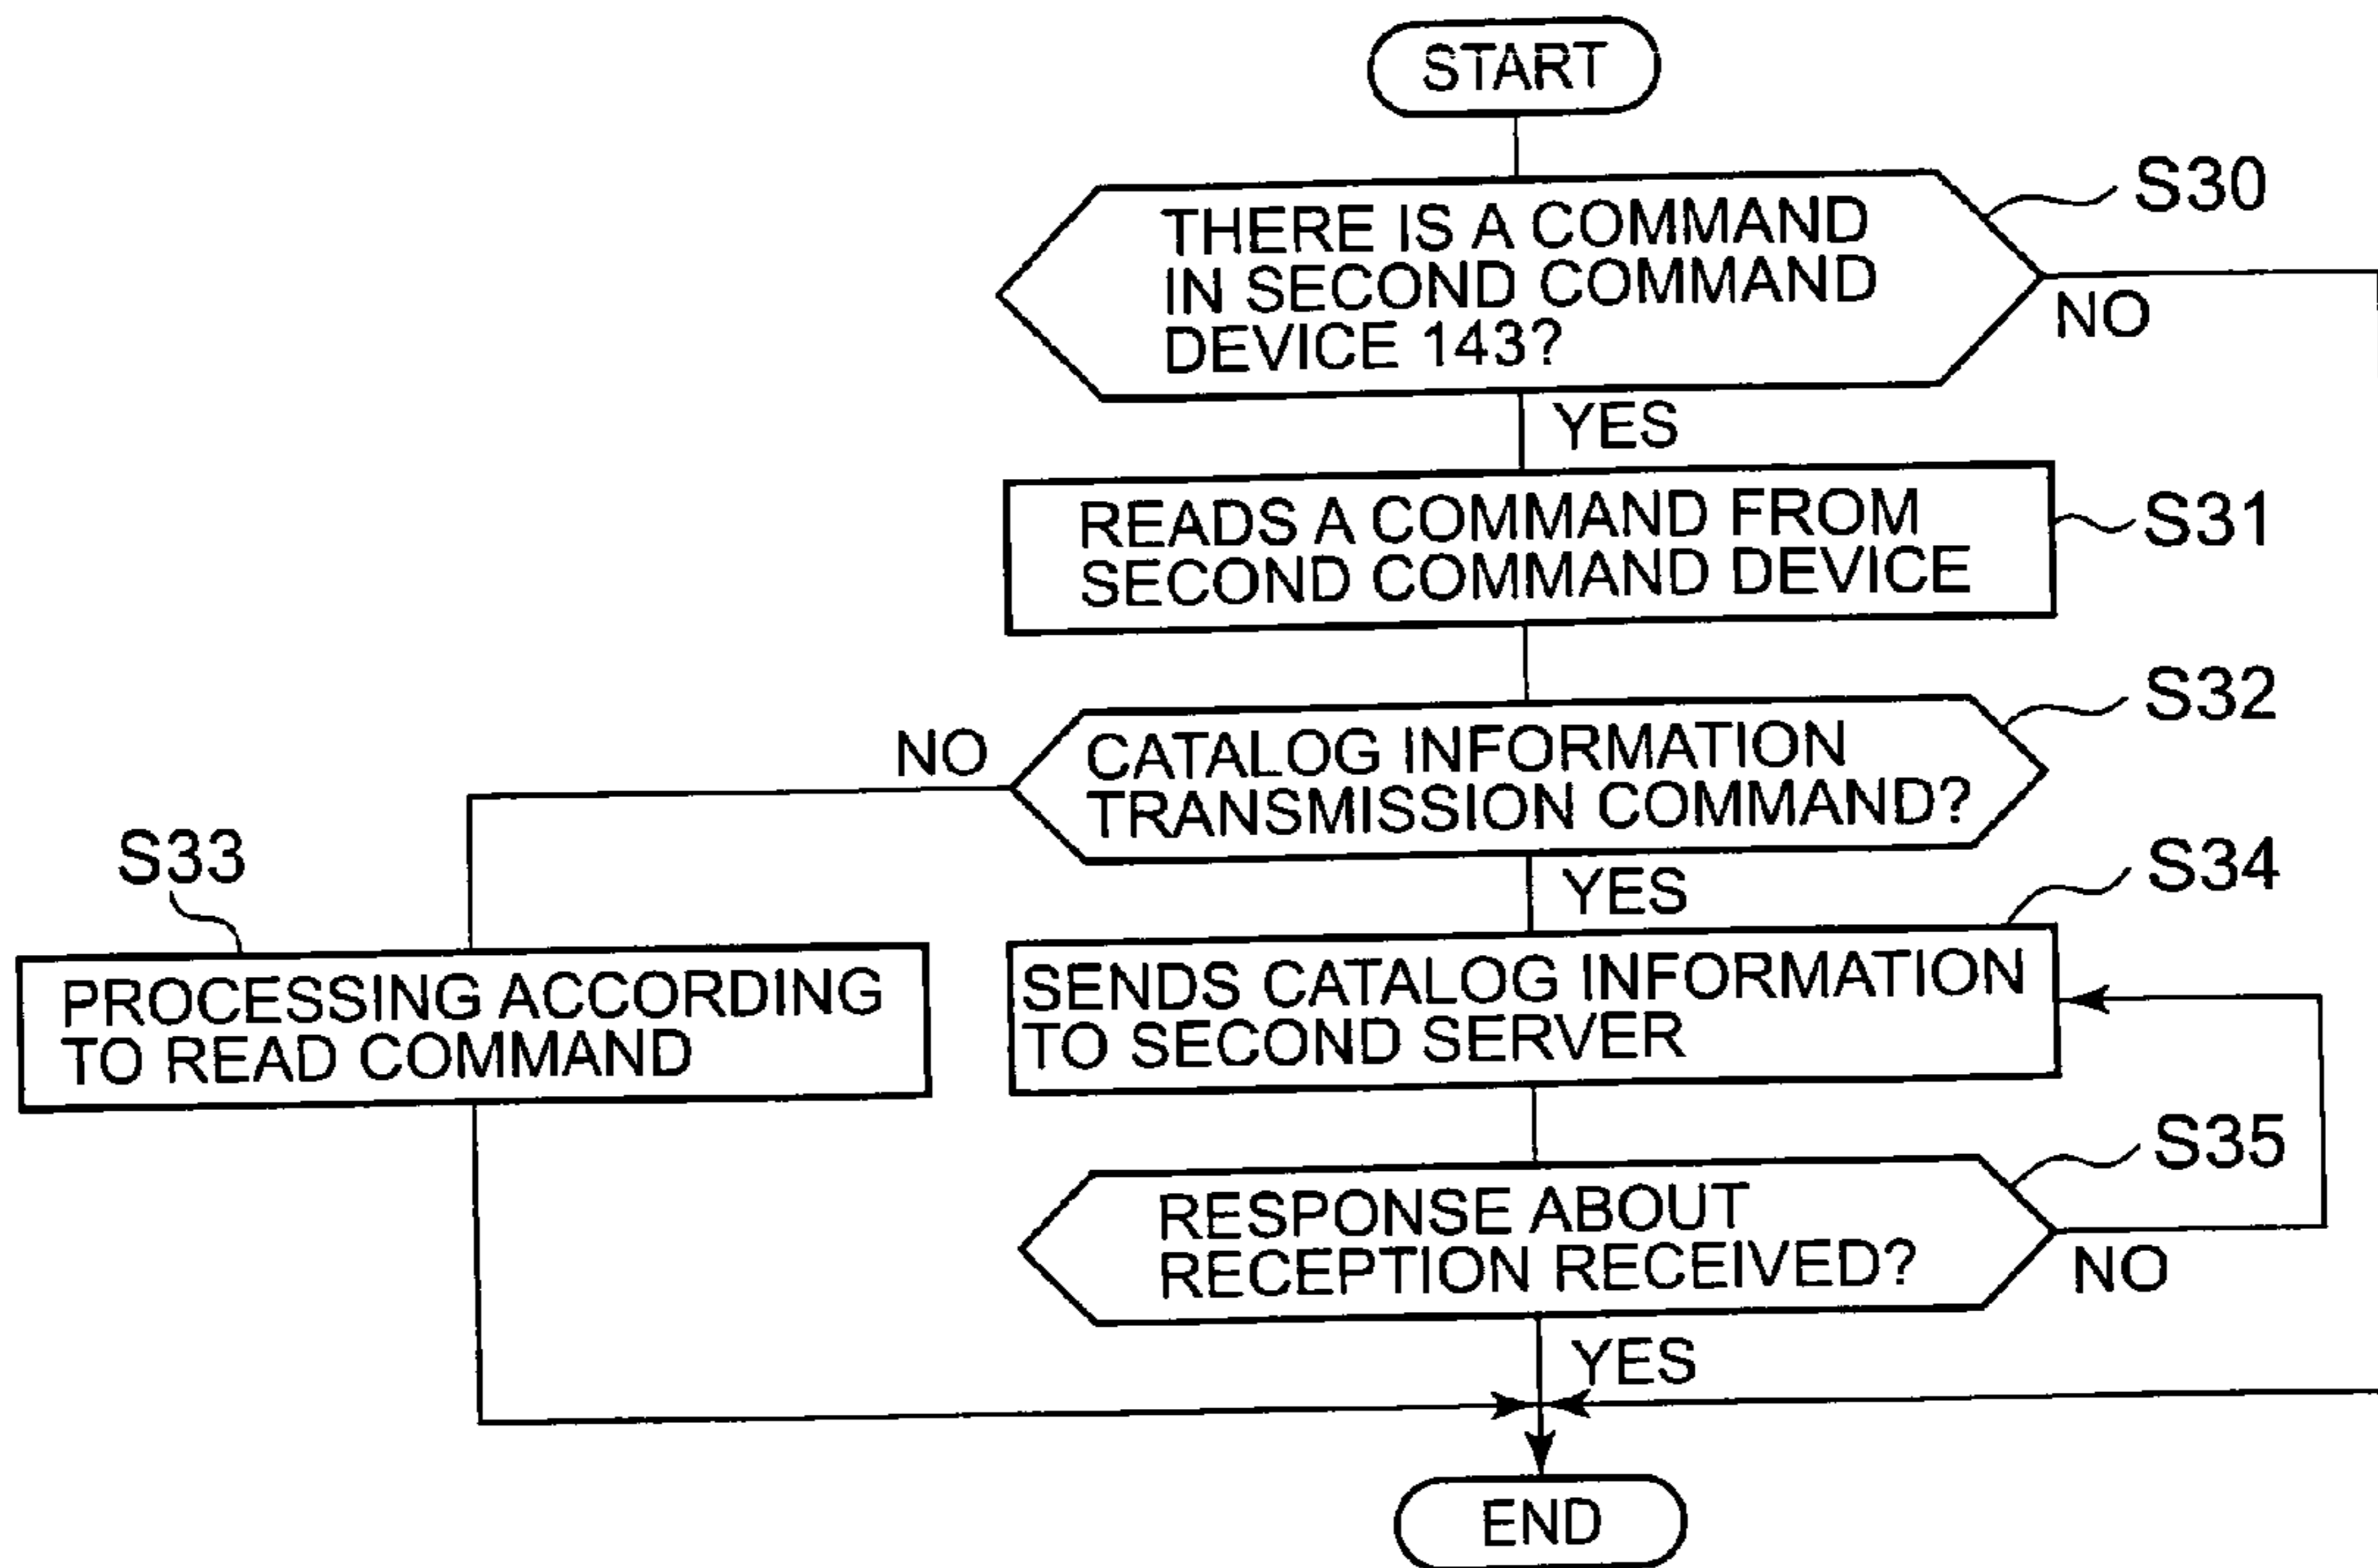 START
S30
THERE IS A COMMAND
IN SECOND COMMAND
DEVICE 143?
NO
YES
READS A COMMAND FROM
SECOND COMMAND DEVICE
S31
S32
NO
CATALOG INFORMATION
TRANSMISSION COMMAND?
S33
S34
YES
PROCESSING ACCORDING
TO READ COMMAND
SENDS CATALOG INFORMATION
TO SECOND SERVER
S35
RESPONSE ABOUT
RECEPTION RECEIVED?
NO
YES
END